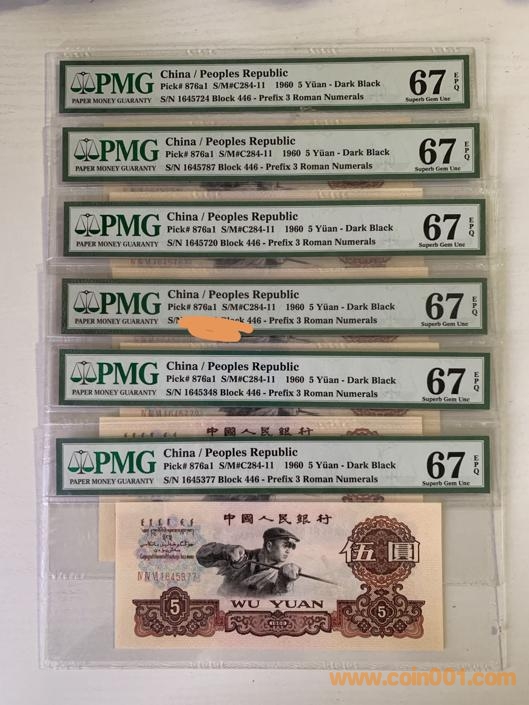 PMG
PAPER MONEY GUARANTY
China / Peoples Republic
Pick# 876a1 S/M#C284-11 1960 5 Yüan - Dark Black
S/N 1645724 Block 446 - Prefix 3 Roman Numerals
67 EPQ
Superb Gem Unc
PMG
PAPER MONEY GUARANTY
China / Peoples Republic
Pick# 876a1 S/M#C284-11 1960 5 Yüan - Dark Black
S/N 1645787 Block 446 - Prefix 3 Roman Numerals
67 EPQ
Superb Gem Unc
PMG
PAPER MONEY GUARANTY
China / Peoples Republic
Pick# 876a1 S/M#C284-11 1960 5 Yüan - Dark Black
S/N 1645720 Block 446 - Prefix 3 Roman Numerals
67 EPQ
Superb Gem Unc
PMG
PAPER MONEY GUARANTY
China / Peoples Republic
Pick# 876a1 S/M#C284-11 1960 5 Yüan - Dark Black
S/N Block 446 - Prefix 3 Roman Numerals
67 EPQ
Superb Gem Unc
PMG
PAPER MONEY GUARANTY
China / Peoples Republic
Pick# 876a1 S/M#C284-11 1960 5 Yüan - Dark Black
S/N 1645348 Block 446 - Prefix 3 Roman Numerals
67 EPQ
Superb Gem Unc
中國人民銀行
PMG
PAPER MONEY GUARANTY
China / Peoples Republic
Pick# 876a1 S/M#C284-11 1960 5 Yüan - Dark Black
S/N 1645377 Block 446 - Prefix 3 Roman Numerals
67 EPQ
Superb Gem Unc
中國人民銀行
伍圓
1645377
5
WU YUAN
1960
5
www.coin001.com